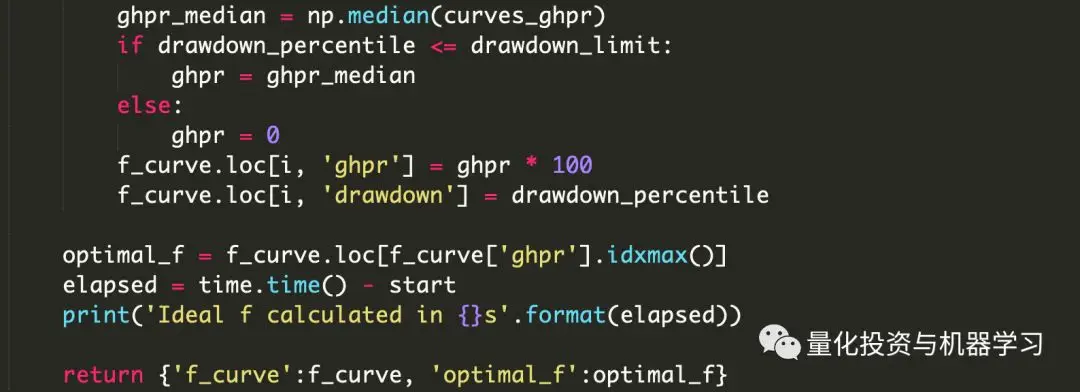 ghpr_median = np.median(curves_ghpr)
        if drawdown_percentile <= drawdown_limit:
            ghpr = ghpr_median
        else:
            ghpr = 0
        f_curve.loc[i, 'ghpr'] = ghpr * 100
        f_curve.loc[i, 'drawdown'] = drawdown_percentile

    optimal_f = f_curve.loc[f_curve['ghpr'].idxmax()]
    elapsed = time.time() - start
    print('Ideal f calculated in {}s'.format(elapsed))
量化投资与机器学习
    return {'f_curve':f_curve, 'optimal_f':optimal_f}